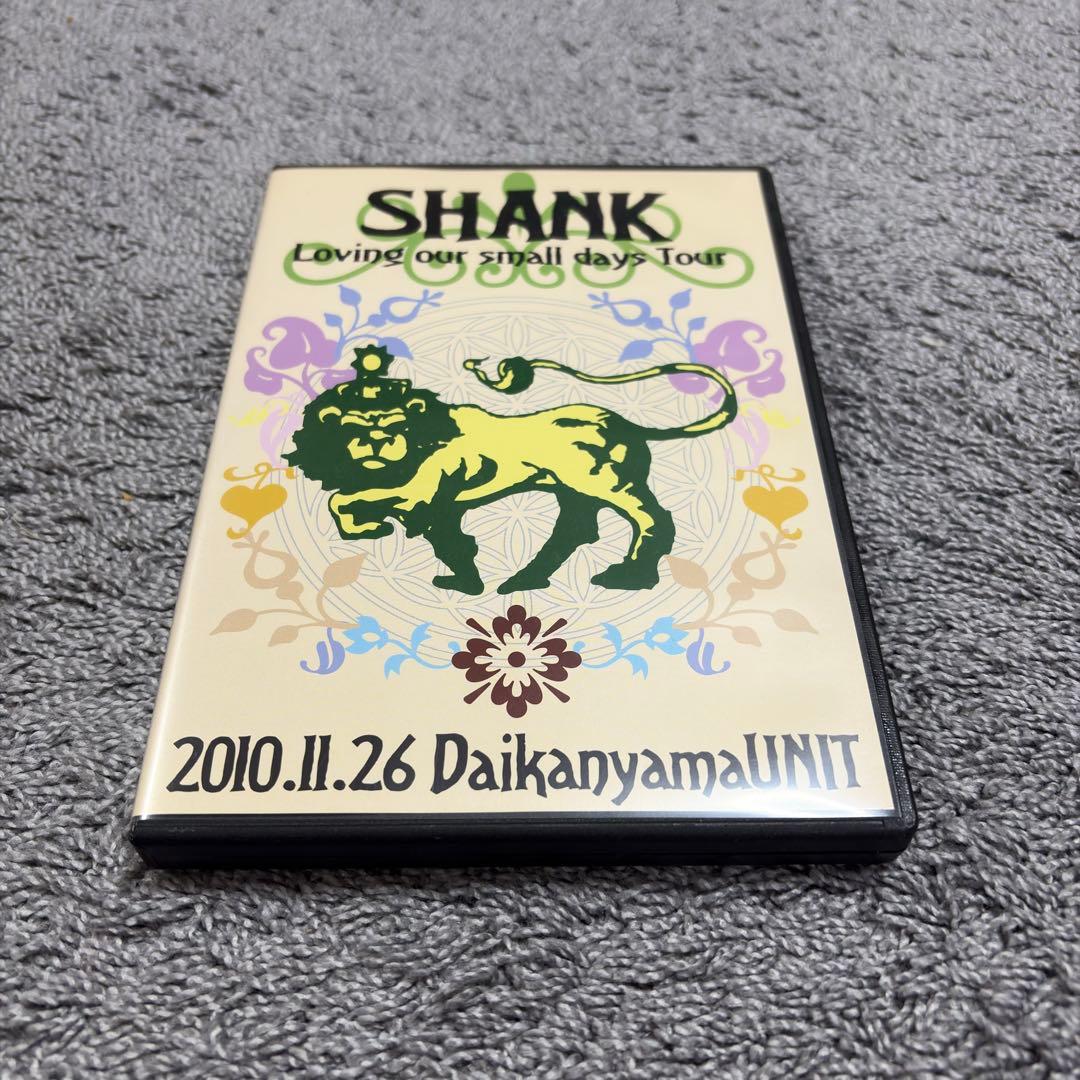 SHANK
Loving our small days Tour
2010.11.26 DaikanyamaUNIT